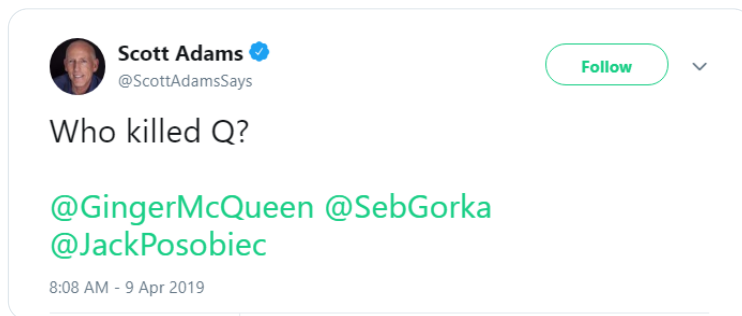 Scott Adams
@ScottAdamsSays
Follow
Who killed Q?
@GingerMcQueen @SebGorka
@JackPosobiec
8:08 AM - 9 Apr 2019